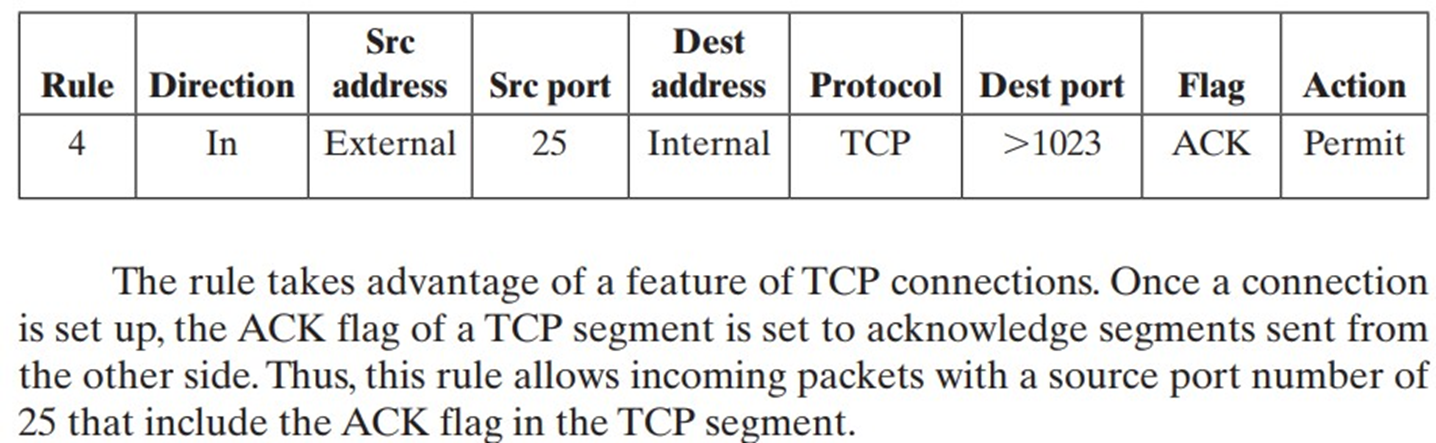 Rule Direction Src address Src port Dest address Protocol Dest port Flag Action
4 In External 25 Internal TCP >1023 ACK Permit
The rule takes advantage of a feature of TCP connections. Once a connection
is set up, the ACK flag of a TCP segment is set to acknowledge segments sent from
the other side. Thus, this rule allows incoming packets with a source port number of
25 that include the ACK flag in the TCP segment.